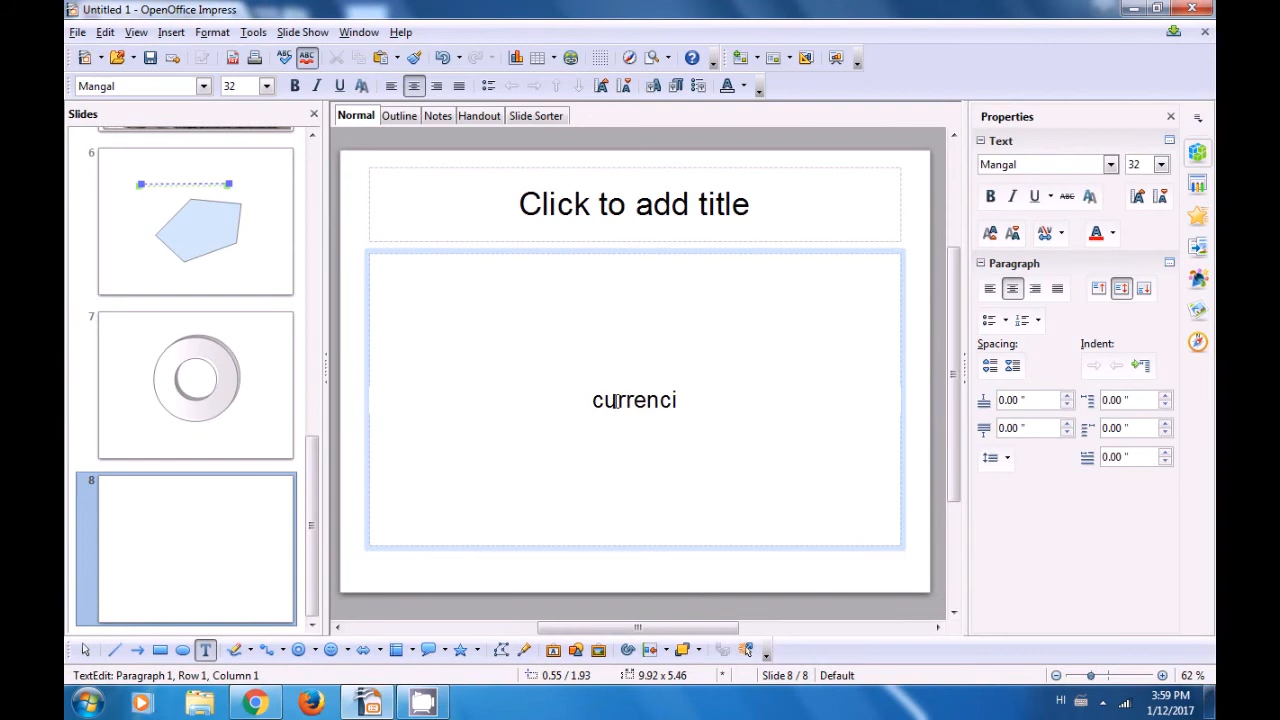 Untitled 1 - OpenOffice Impress
File Edit View Insert Format Tools Slide Show Window Help
Mangal 32
Slides
Normal Outline Notes Handout Slide Sorter
Properties
6
7
8
Click to add title
currenci
Text
Mangal 32
Paragraph
Spacing: Indent:
0.00 " 0.00 "
0.00 " 0.00 "
0.00 "
TextEdit: Paragraph 1, Row 1, Column 1 0.55 / 1.93 9.92 x 5.46 * Slide 8 / 8 Default 62 %
HI 3:59 PM
1/12/2017